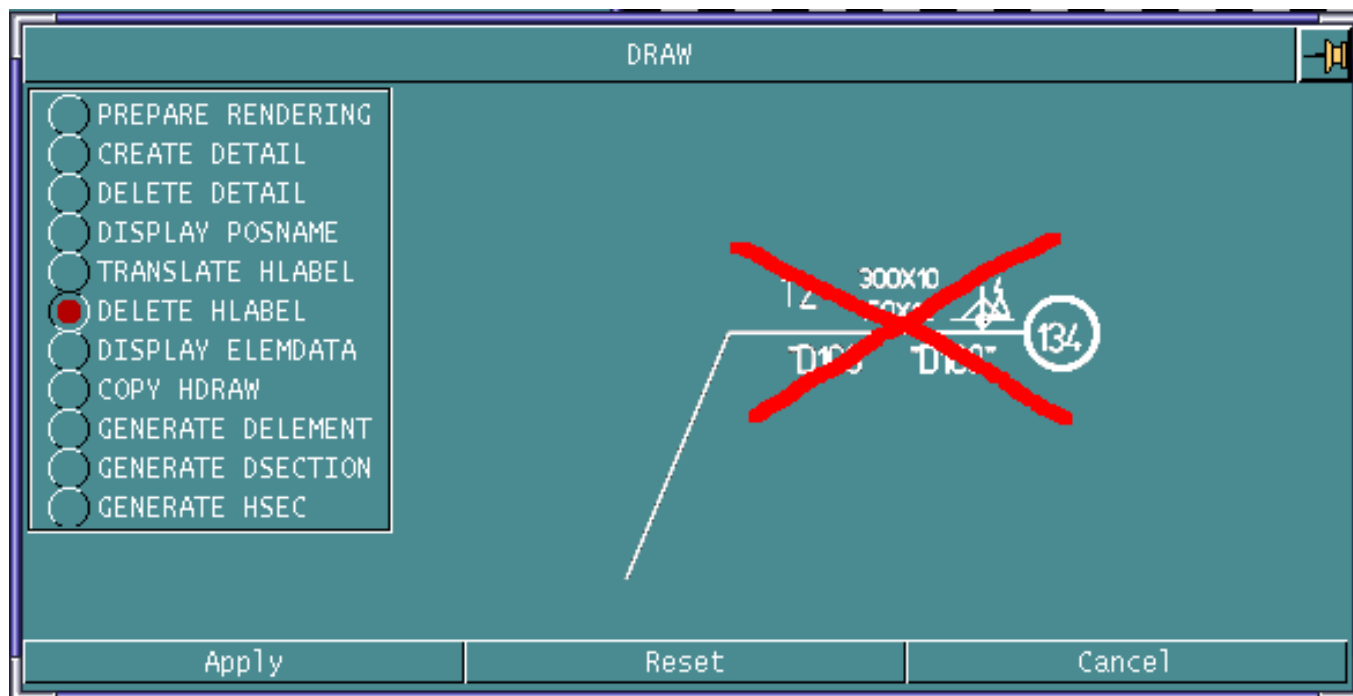 DRAW
PREPARE RENDERING
CREATE DETAIL
DELETE DETAIL
DISPLAY POSNAME
TRANSLATE HLABEL
DELETE HLABEL
DISPLAY ELEMDATA
COPY HDRAW
GENERATE DELEMENT
GENERATE DSECTION
GENERATE HSEC
300X10
134
Apply
Reset
Cancel